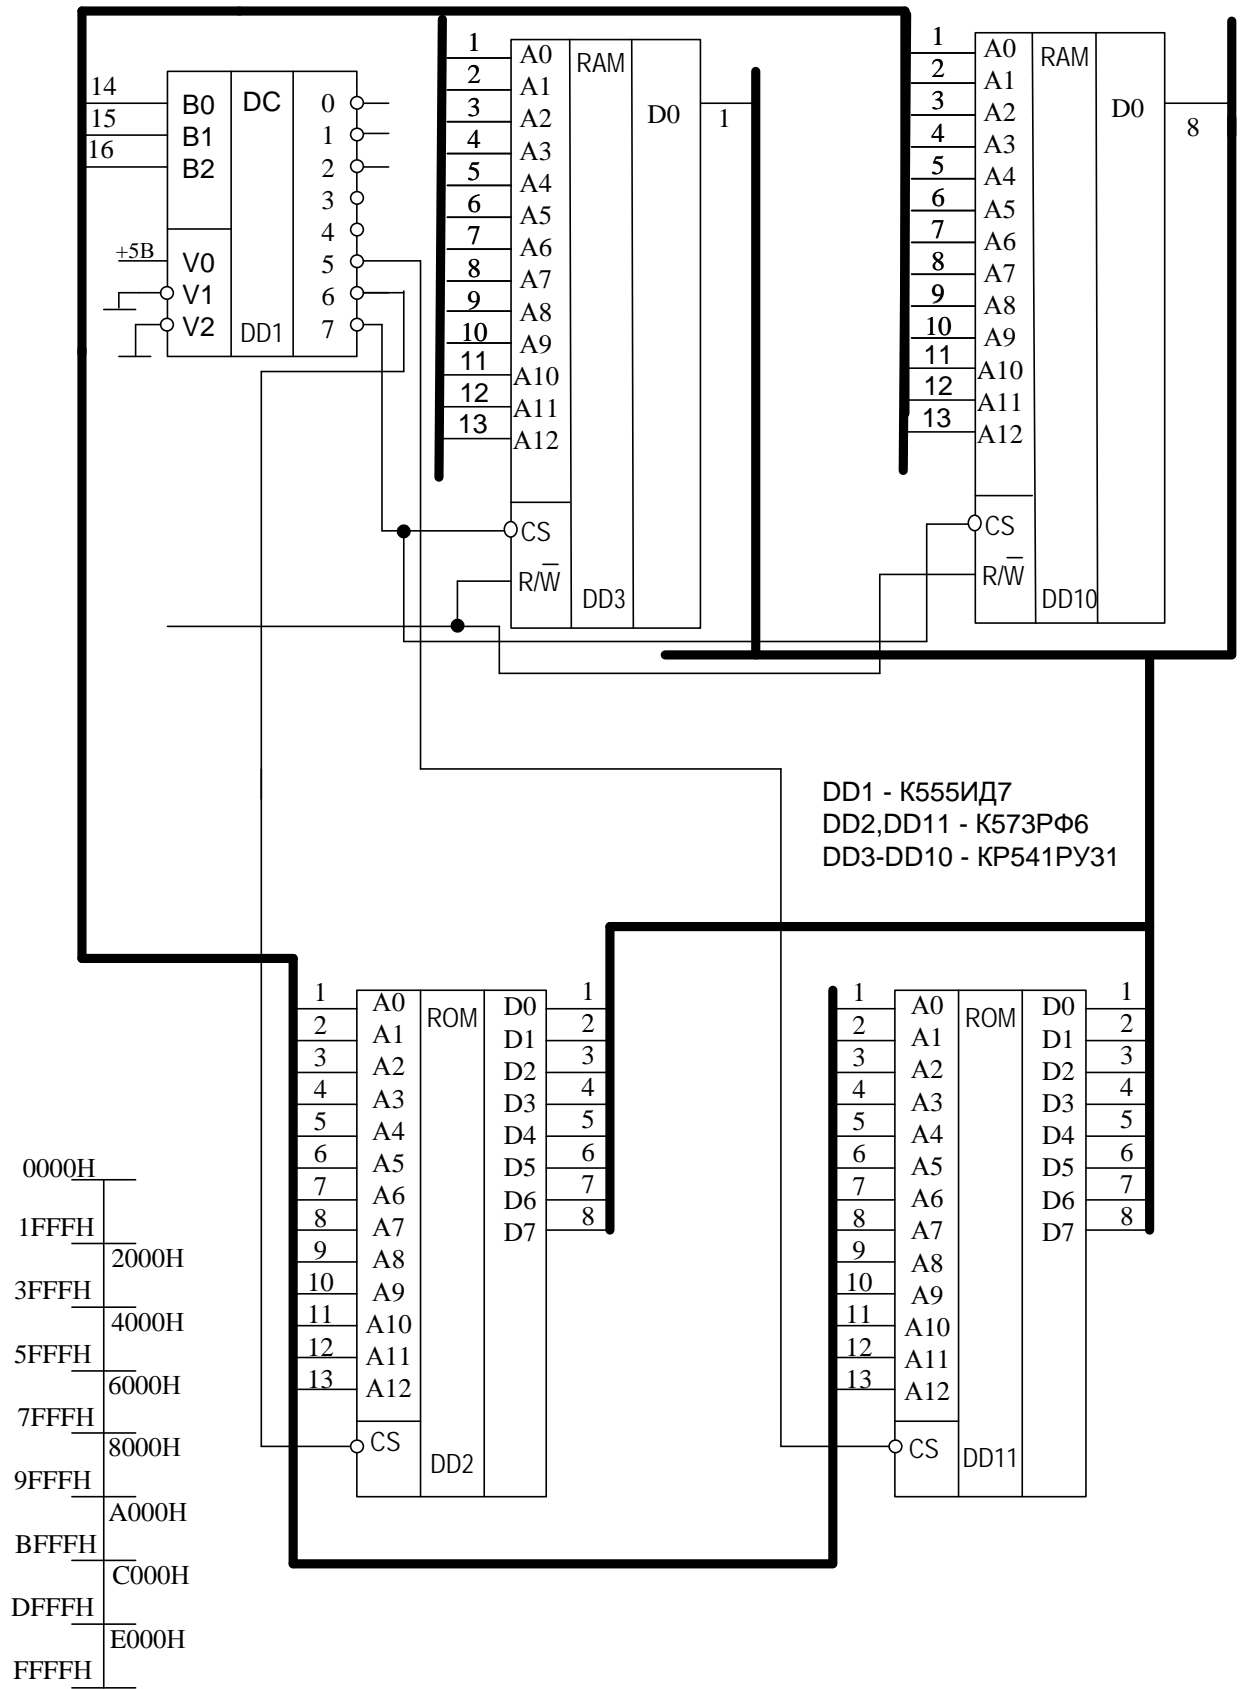 14 B0 DC 0
15 B1 1
16 B2 2
3
4
+5В V0 5
V1 6
V2 DD1 7
1 A0 RAM
2 A1
3 A2 D0 1
4 A3
5 A4
6 A5
7 A6
8 A7
9 A8
10 A9
11 A10
12 A11
13 A12
CS
R/W̅ DD3
1 A0 RAM
2 A1
3 A2 D0 8
4 A3
5 A4
6 A5
7 A6
8 A7
9 A8
10 A9
11 A10
12 A11
13 A12
CS
R/W̅ DD10
DD1 - К555ИД7
DD2,DD11 - К573РФ6
DD3-DD10 - КР541РУ31
1 A0 ROM D0 1
2 A1 D1 2
3 A2 D2 3
4 A3 D3 4
5 A4 D4 5
6 A5 D5 6
7 A6 D6 7
8 A7 D7 8
9 A8
10 A9
11 A10
12 A11
13 A12
CS DD2
1 A0 ROM D0 1
2 A1 D1 2
3 A2 D2 3
4 A3 D3 4
5 A4 D4 5
6 A5 D5 6
7 A6 D6 7
8 A7 D7 8
9 A8
10 A9
11 A10
12 A11
13 A12
CS DD11
0000H
1FFFH
2000H
3FFFH
4000H
5FFFH
6000H
7FFFH
8000H
9FFFH
A000H
BFFFH
C000H
DFFFH
E000H
FFFFH